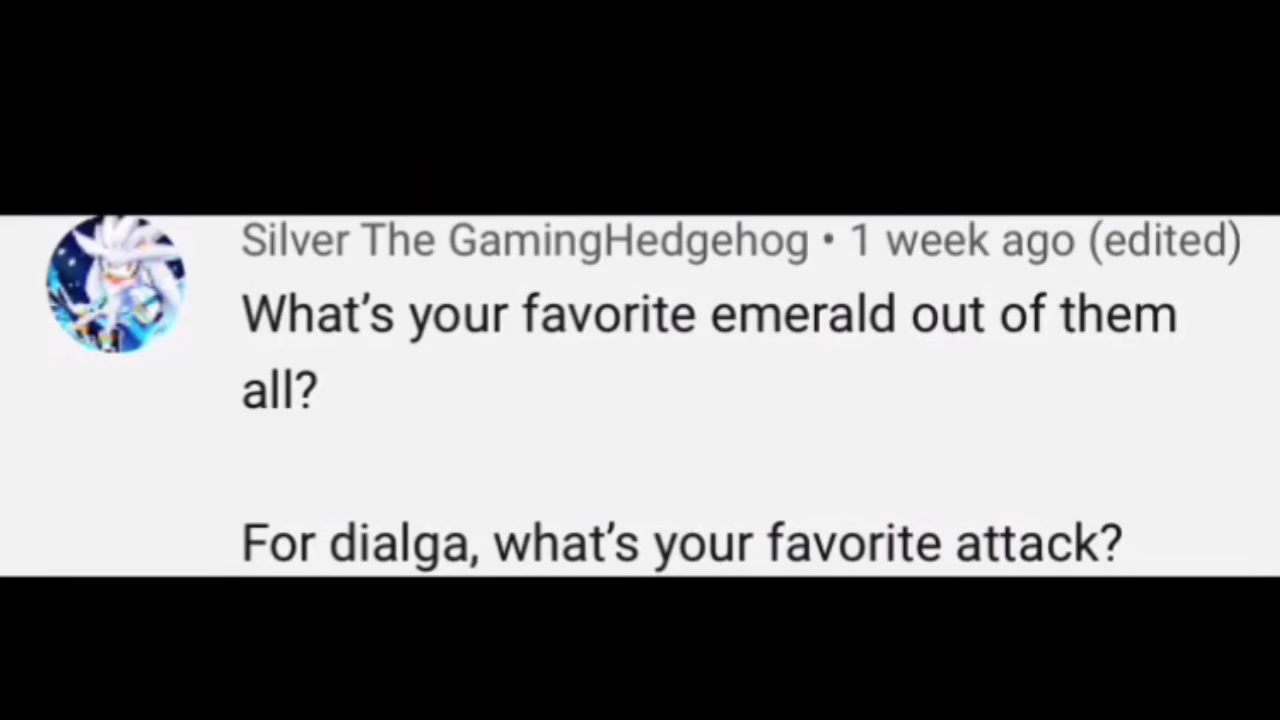 Silver The GamingHedgehog • 1 week ago (edited)
What’s your favorite emerald out of them
all?
For dialga, what’s your favorite attack?